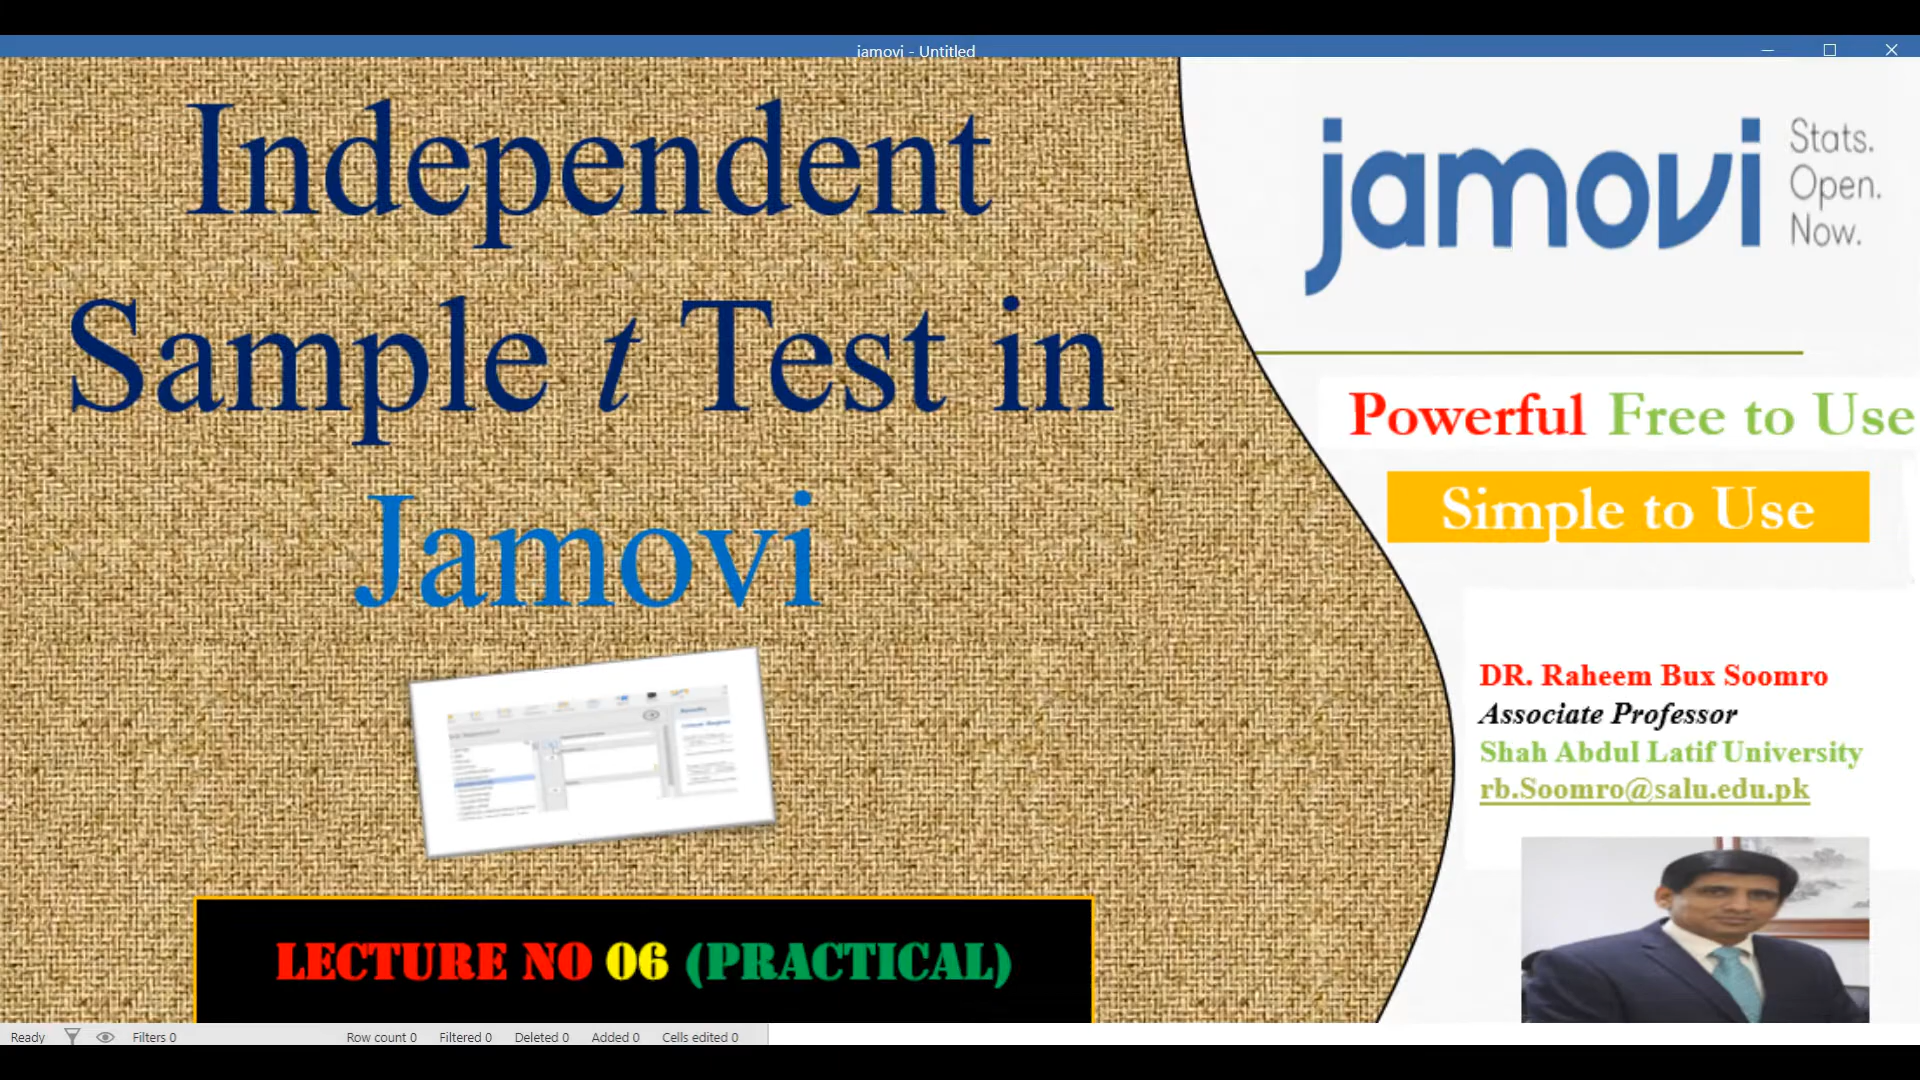 jamovi - Untitled
Independent
Sample t Test in
Jamovi
LECTURE NO 06 (PRACTICAL)
jamovi
Stats.
Open.
Now.
Powerful Free to Use
Simple to Use
DR. Raheem Bux Soomro
Associate Professor
Shah Abdul Latif University
rb.Soomro@salu.edu.pk
Ready Filters 0 Row count 0 Filtered 0 Deleted 0 Added 0 Cells edited 0